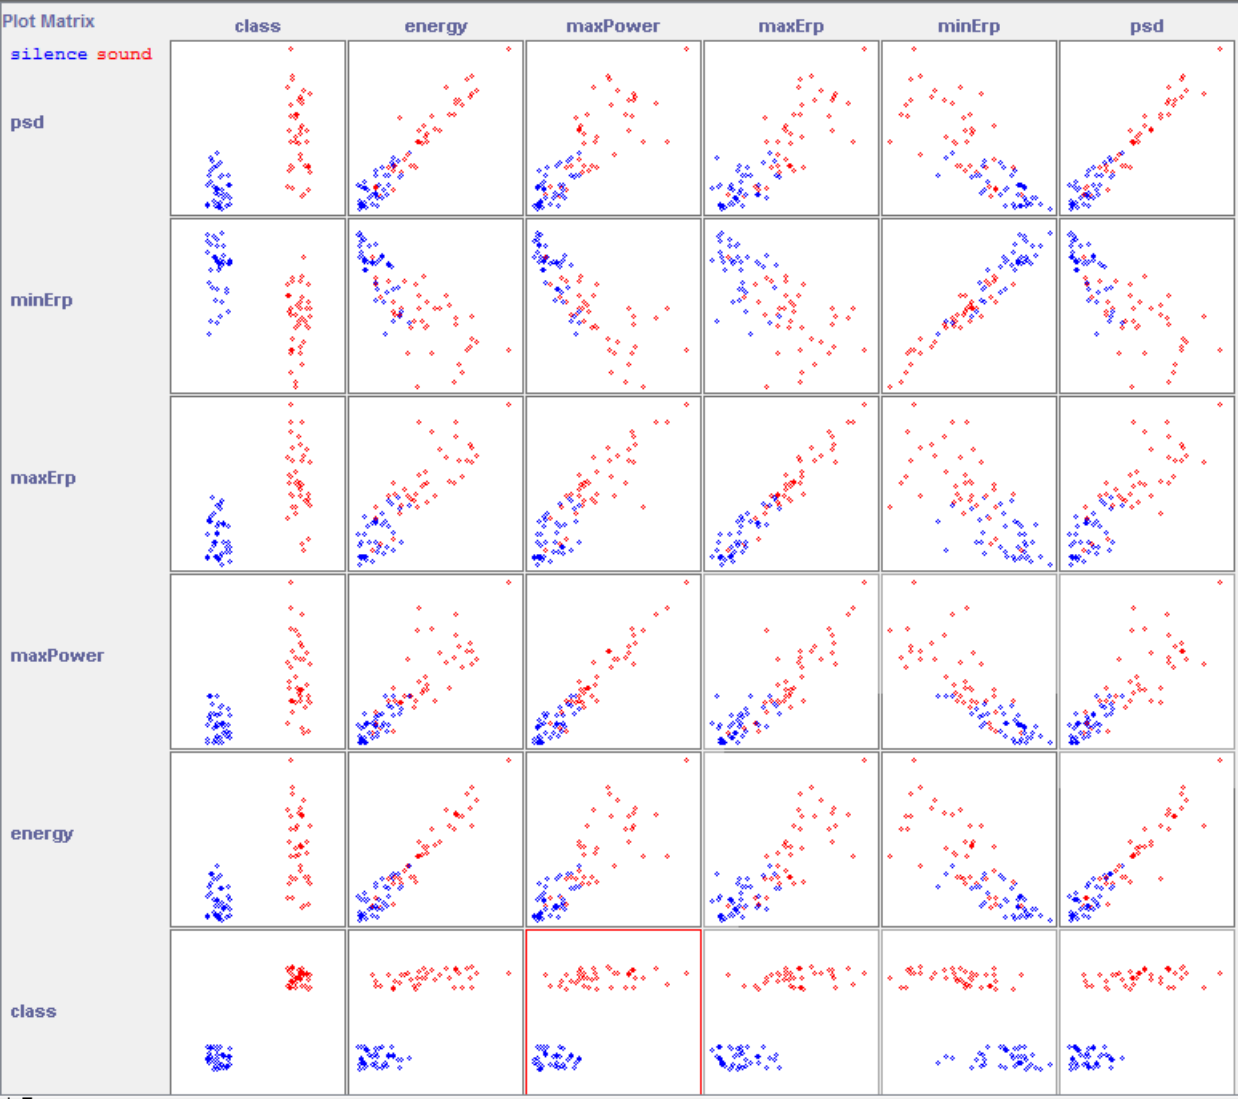 Plot Matrix class energy maxPower maxErp minErp psd
silence sound
psd
minErp
maxErp
maxPower
energy
class